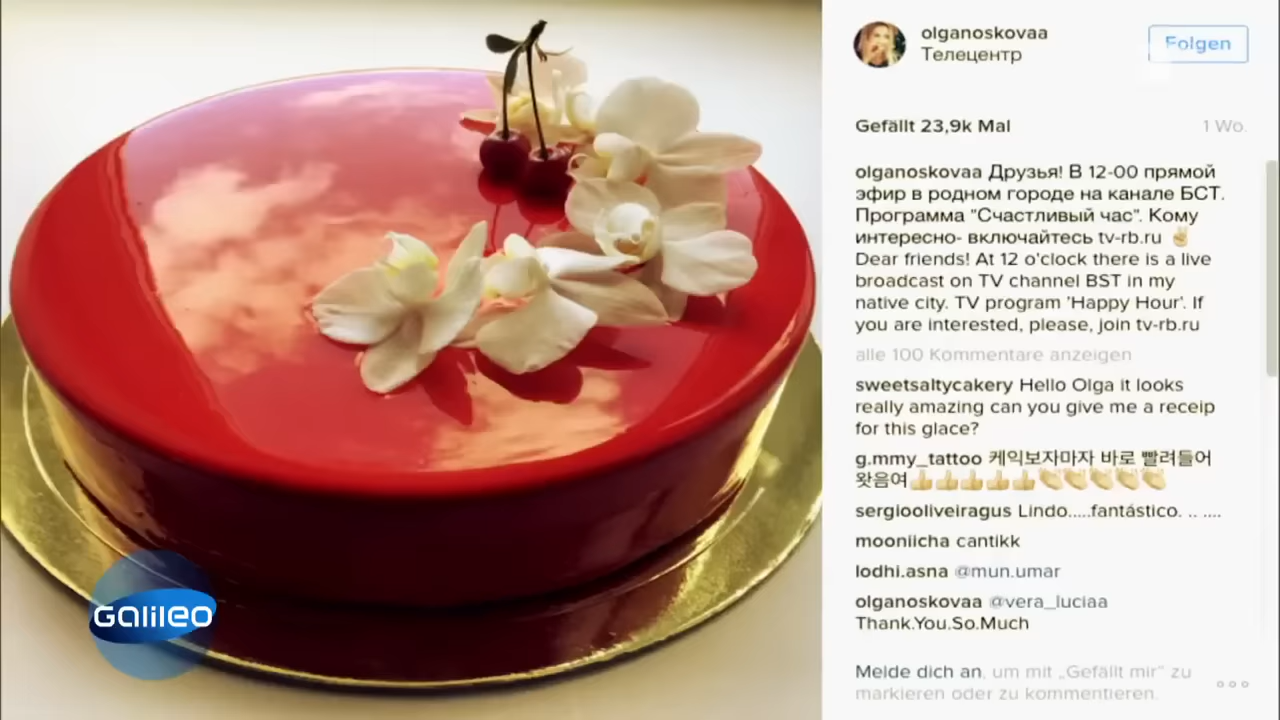 olganoskovaa
Телецентр
Folgen
Gefällt 23,9k Mal
1 Wo.
olganoskovaa Друзья! В 12-00 прямой
эфир в родном городе на канале БСТ.
Программа "Счастливый час". Кому
интересно- включайтесь tv-rb.ru ✌
Dear friends! At 12 o'clock there is a live
broadcast on TV channel BST in my
native city. TV program 'Happy Hour'. If
you are interested, please, join tv-rb.ru
alle 100 Kommentare anzeigen
sweetsaltycakery Hello Olga it looks
really amazing can you give me a receip
for this glace?
g.mmy_tattoo 케익보자마자 바로 빨려들어
왓음여👍👍👍👍👍👏👏👏👏👏
sergiooliveiragus Lindo.....fantástico. .. ....
mooniicha cantikk
lodhi.asna @mun.umar
olganoskovaa @vera_luciaa
Thank.You.So.Much
Melde dich an, um mit „Gefällt mir“ zu
markieren oder zu kommentieren.
Galileo